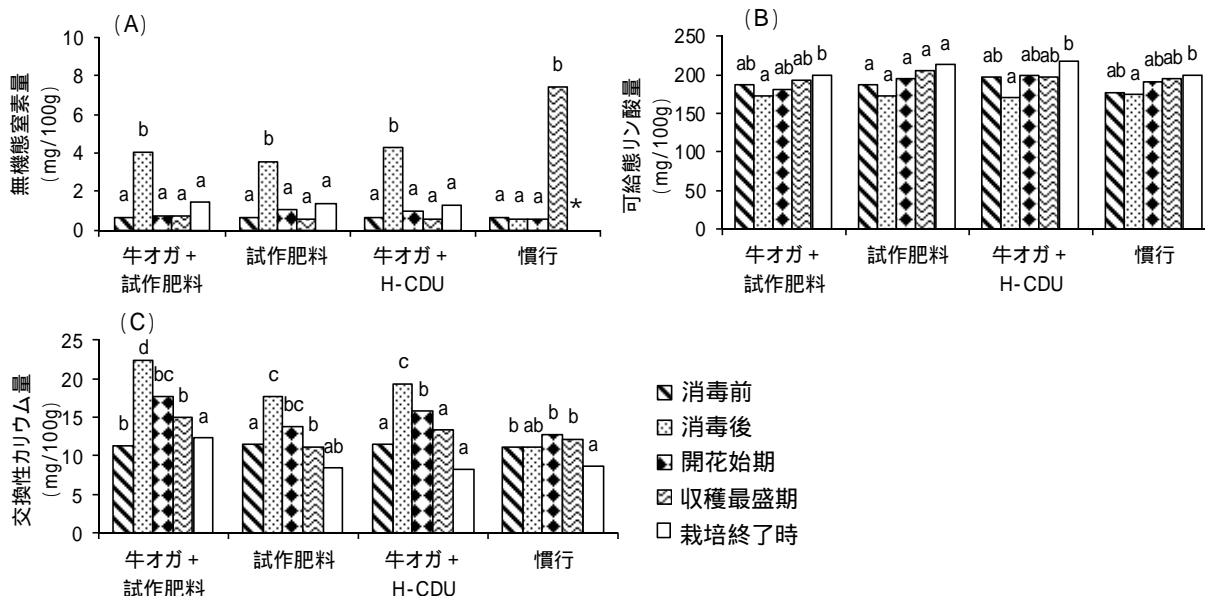 (A)
無機態窒素量
(mg/100g)
10
8
6
4
2
0
a b a a a
a b a a a
a b a a a
a a a b *
牛オガ+
試作肥料
試作肥料
牛オガ+
H-CDU
慣行
(B)
可給態リン酸量
(mg/100g)
250
200
150
100
50
0
ab a ab ab b
a a a a a
ab a ab ab b
ab a ab ab b
牛オガ+
試作肥料
試作肥料
牛オガ+
H-CDU
慣行
(C)
交換性カリウム量
(mg/100g)
25
20
15
10
5
0
b d bc b a
a c bc b ab
a c b a a
b ab b b a
牛オガ+
試作肥料
試作肥料
牛オガ+
H-CDU
慣行
消毒前
消毒後
開花始期
収穫最盛期
栽培終了時